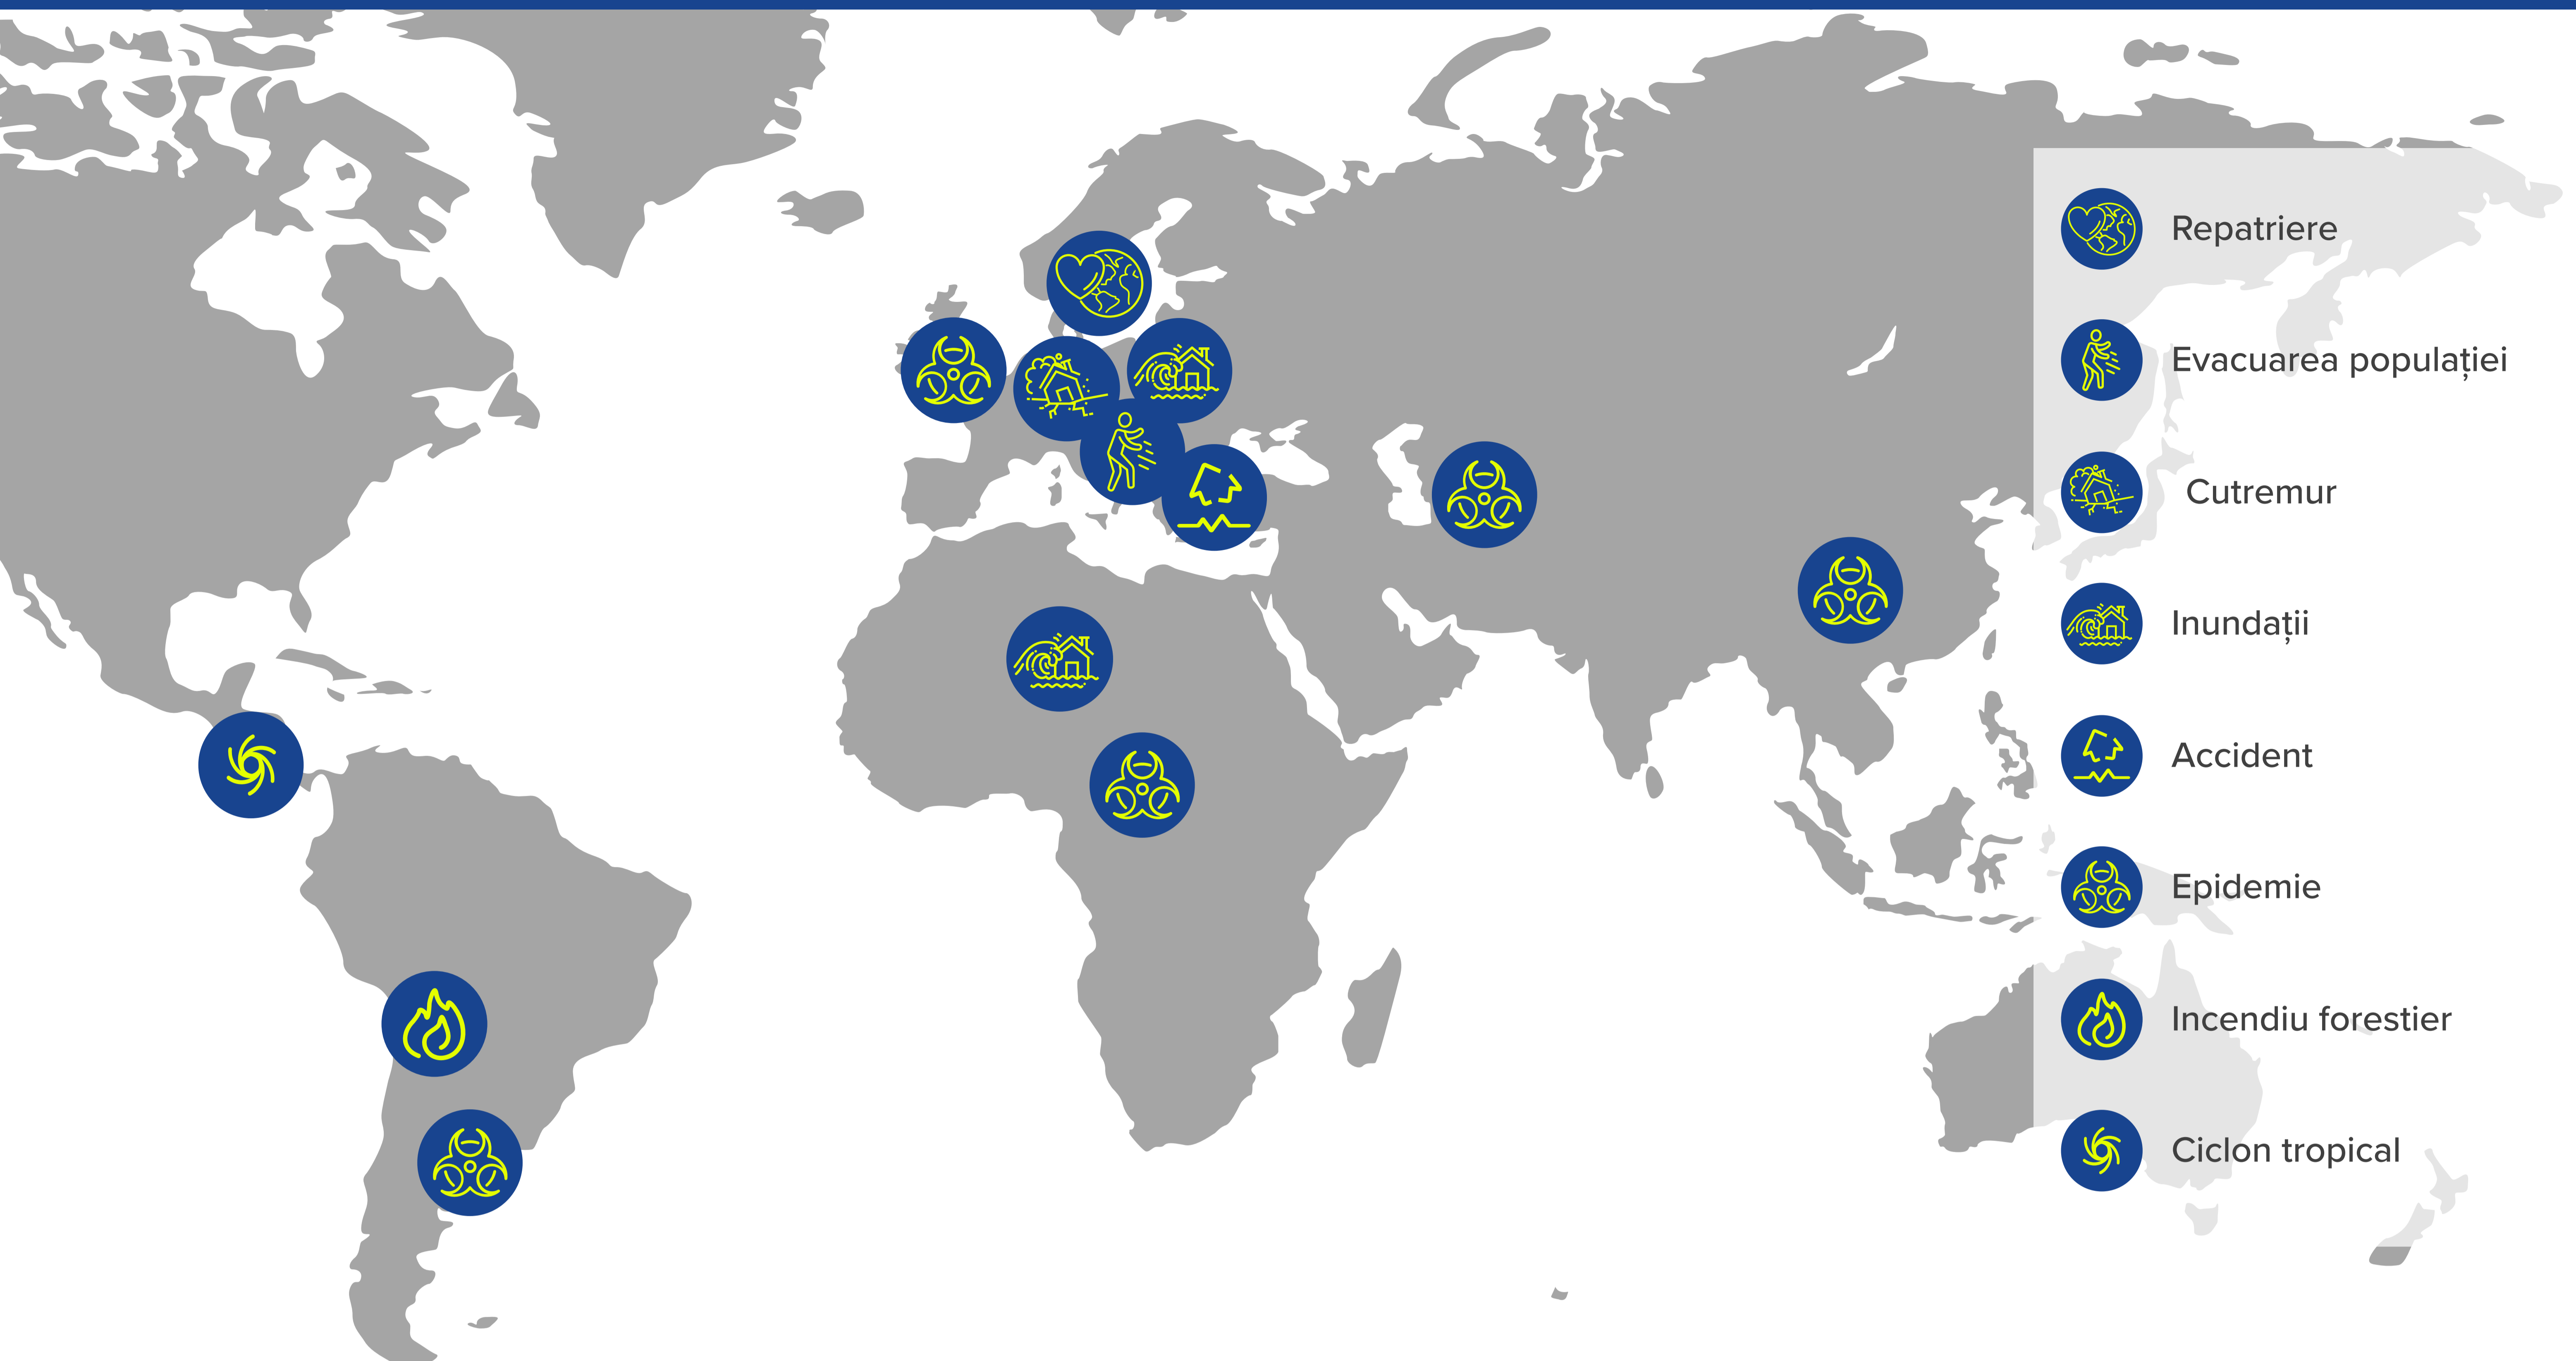 Repatriere
Evacuarea populației
Cutremur
Inundații
Accident
Epidemie
Incendiu forestier
Ciclon tropical